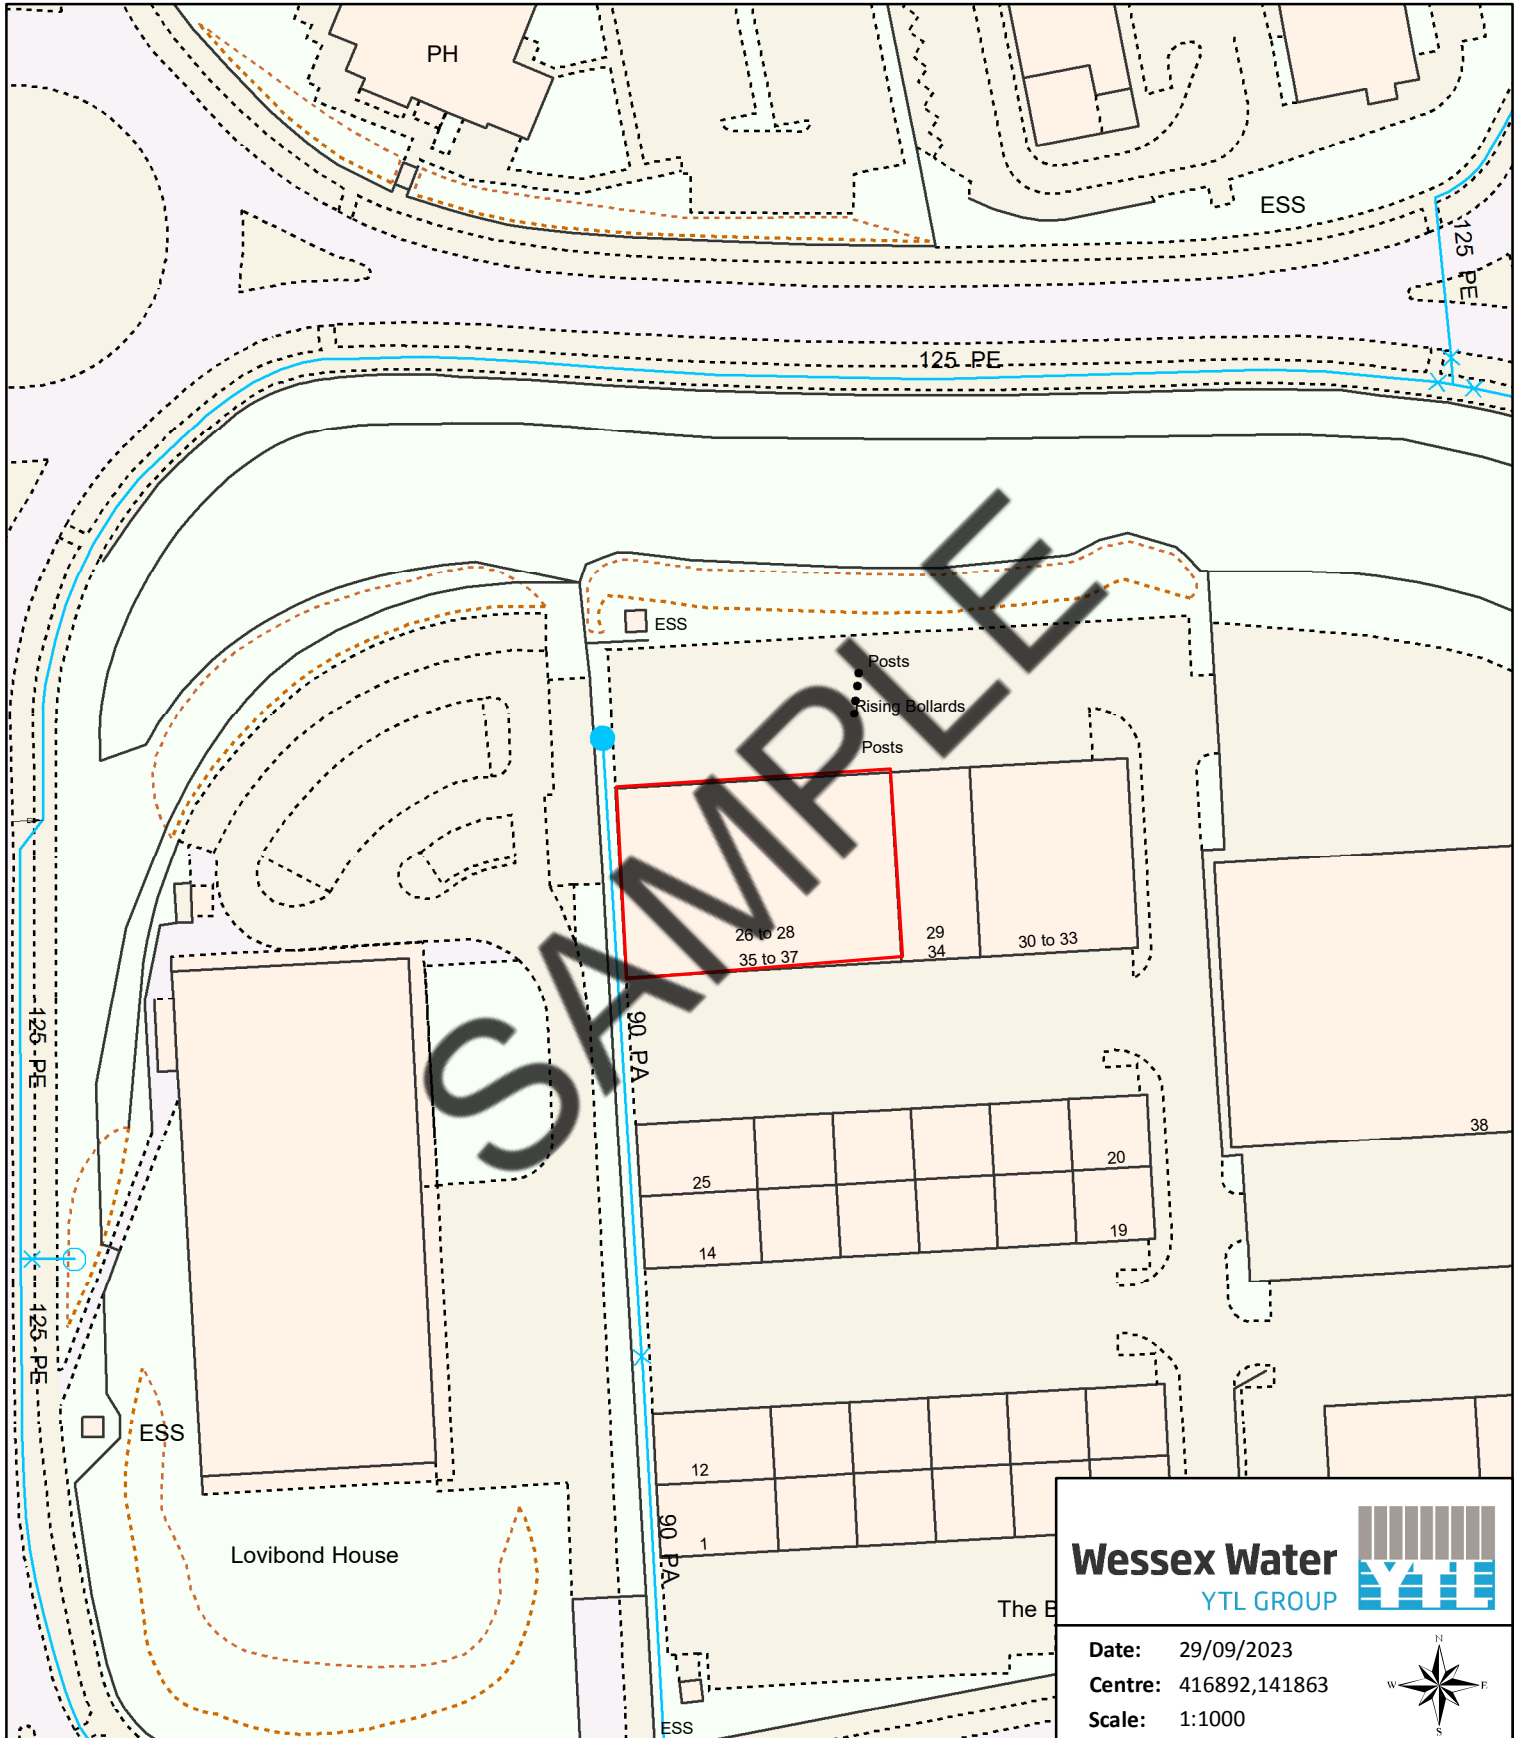 PH
ESS
125 PE
125 PE
ESS
Posts
Rising Bollards
Posts
26 to 28
35 to 37
29
34
30 to 33
SAMPLE
90 PA
125 PE
38
25
20
14
19
125 PE
ESS
12
1
90 PA
Lovibond House
The B
ESS
Wessex Water
YTL GROUP
YTL
Date: 29/09/2023
Centre: 416892,141863
Scale: 1:1000
N
W E
S